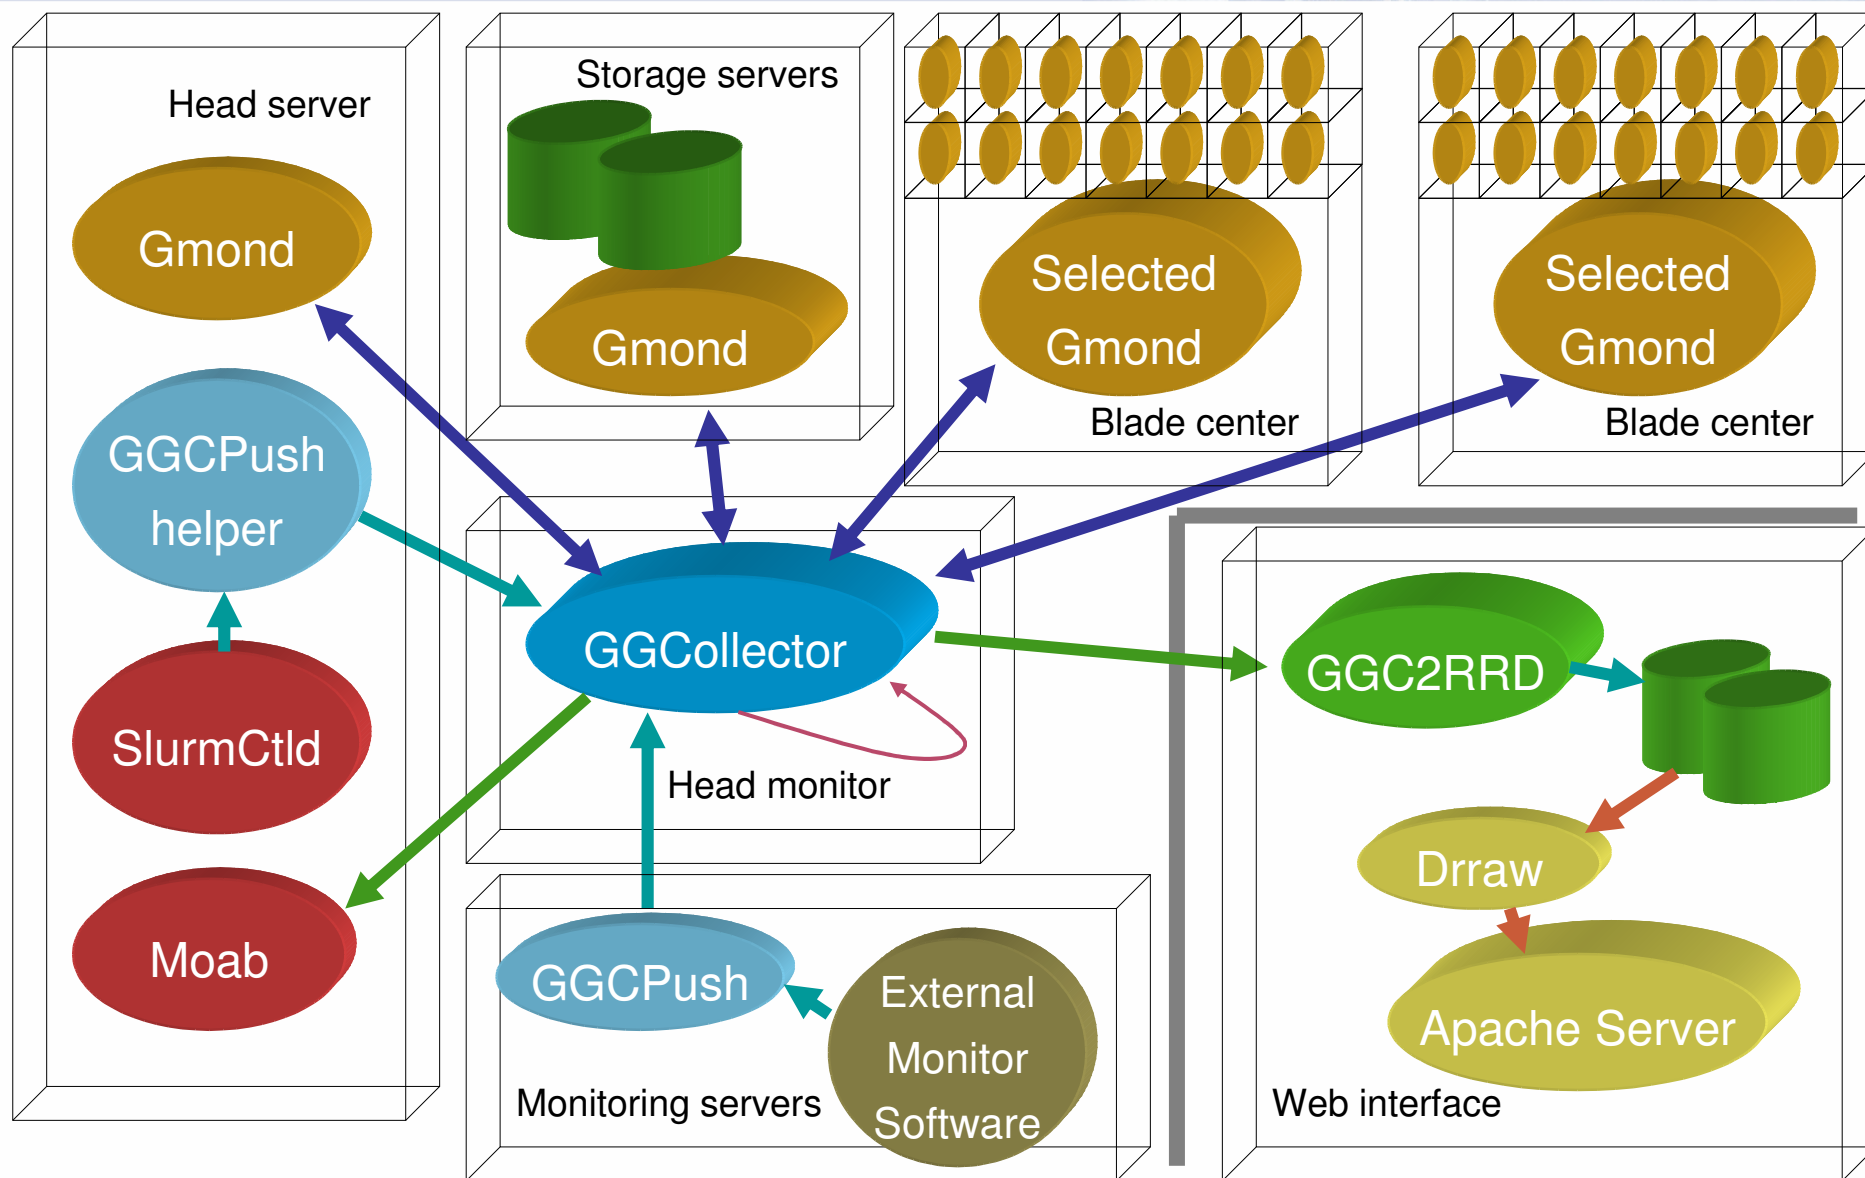 Head server
Gmond
GGCPush
helper
SlurmCtld
Moab
Storage servers
Gmond
Selected
Gmond
Blade center
Selected
Gmond
Blade center
GGCollector
Head monitor
GGCPush
External
Monitor
Software
Monitoring servers
GGC2RRD
Drraw
Apache Server
Web interface